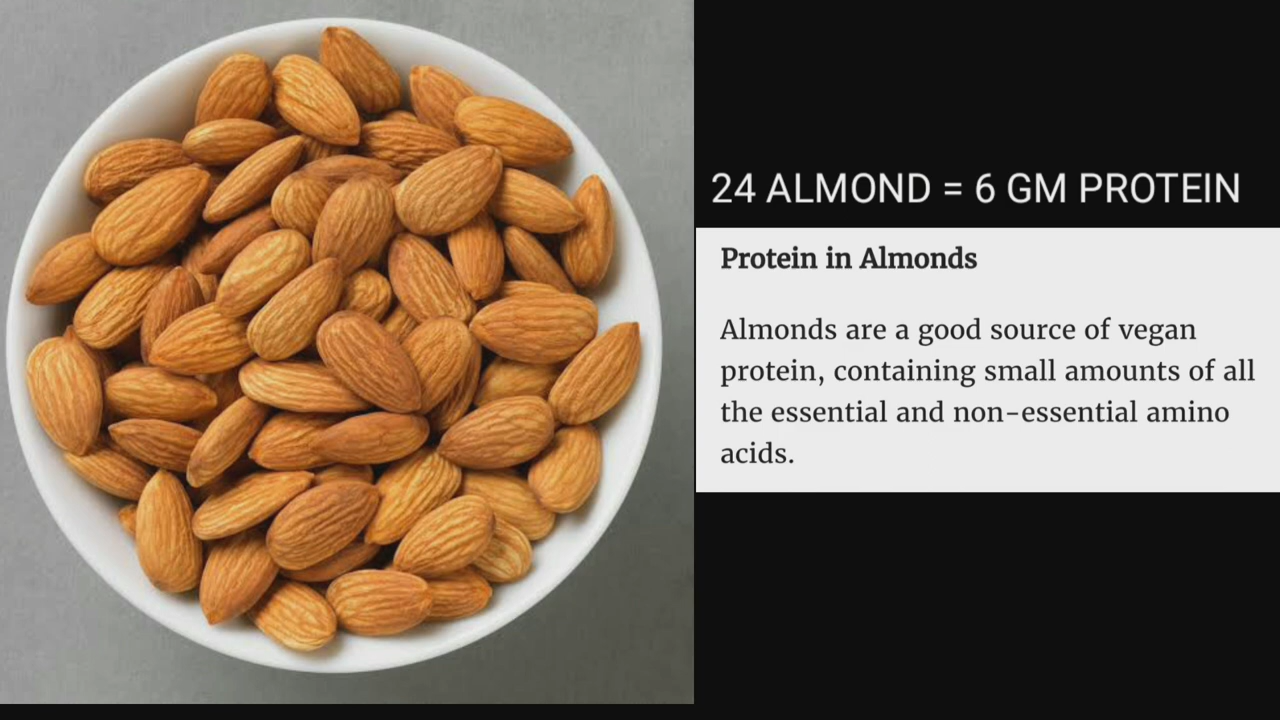 24 ALMOND = 6 GM PROTEIN
Protein in Almonds
Almonds are a good source of vegan
protein, containing small amounts of all
the essential and non-essential amino
acids.